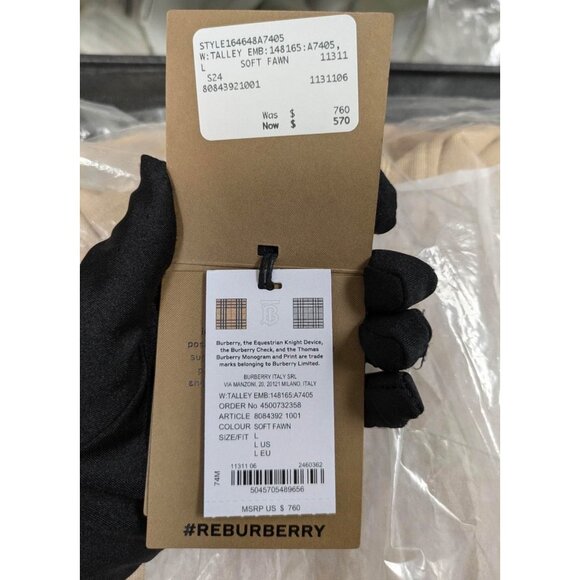 STYLE164648A7405
W:TALLEY EMB:148165:A7405,
L SOFT FAWN 11311
S24
80843921001 1131106
Was $ 760
Now $ 570
Burberry, the Equestrian Knight Device,
the Burberry Check, and the Thomas
Burberry Monogram and Print are trade
marks belonging to Burberry Limited.
BURBERRY ITALY SRL
VIA MANZONI, 20, 20121 MILANO, ITALY
W:TALLEY EMB:148165:A7405
ORDER No 4500732358
ARTICLE 8084392 1001
COLOUR SOFT FAWN
SIZE/FIT L
L US
L EU
11311 06 2460362
74M
5045705489656
MSRP US $ 760
#REBURBERRY